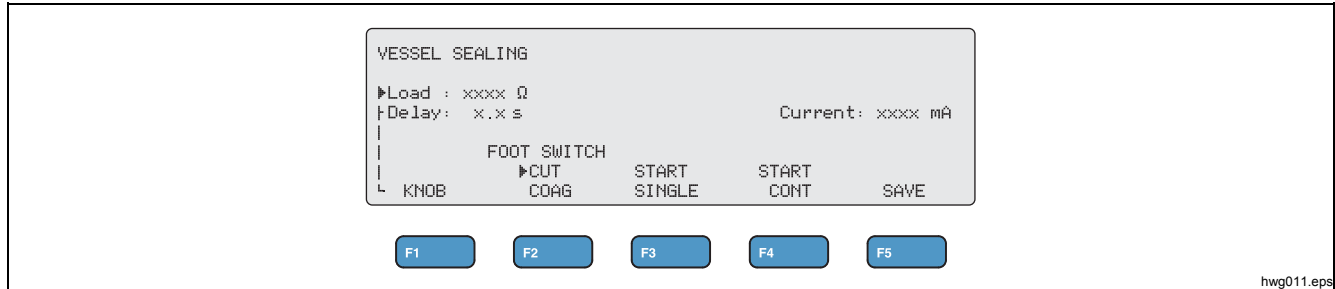 VESSEL SEALING
▶Load : xxxx Ω
Delay: x.x s Current: xxxx mA
FOOT SWITCH
▶CUT START START
KNOB COAG SINGLE CONT SAVE
F1 F2 F3 F4 F5
hwg011.eps